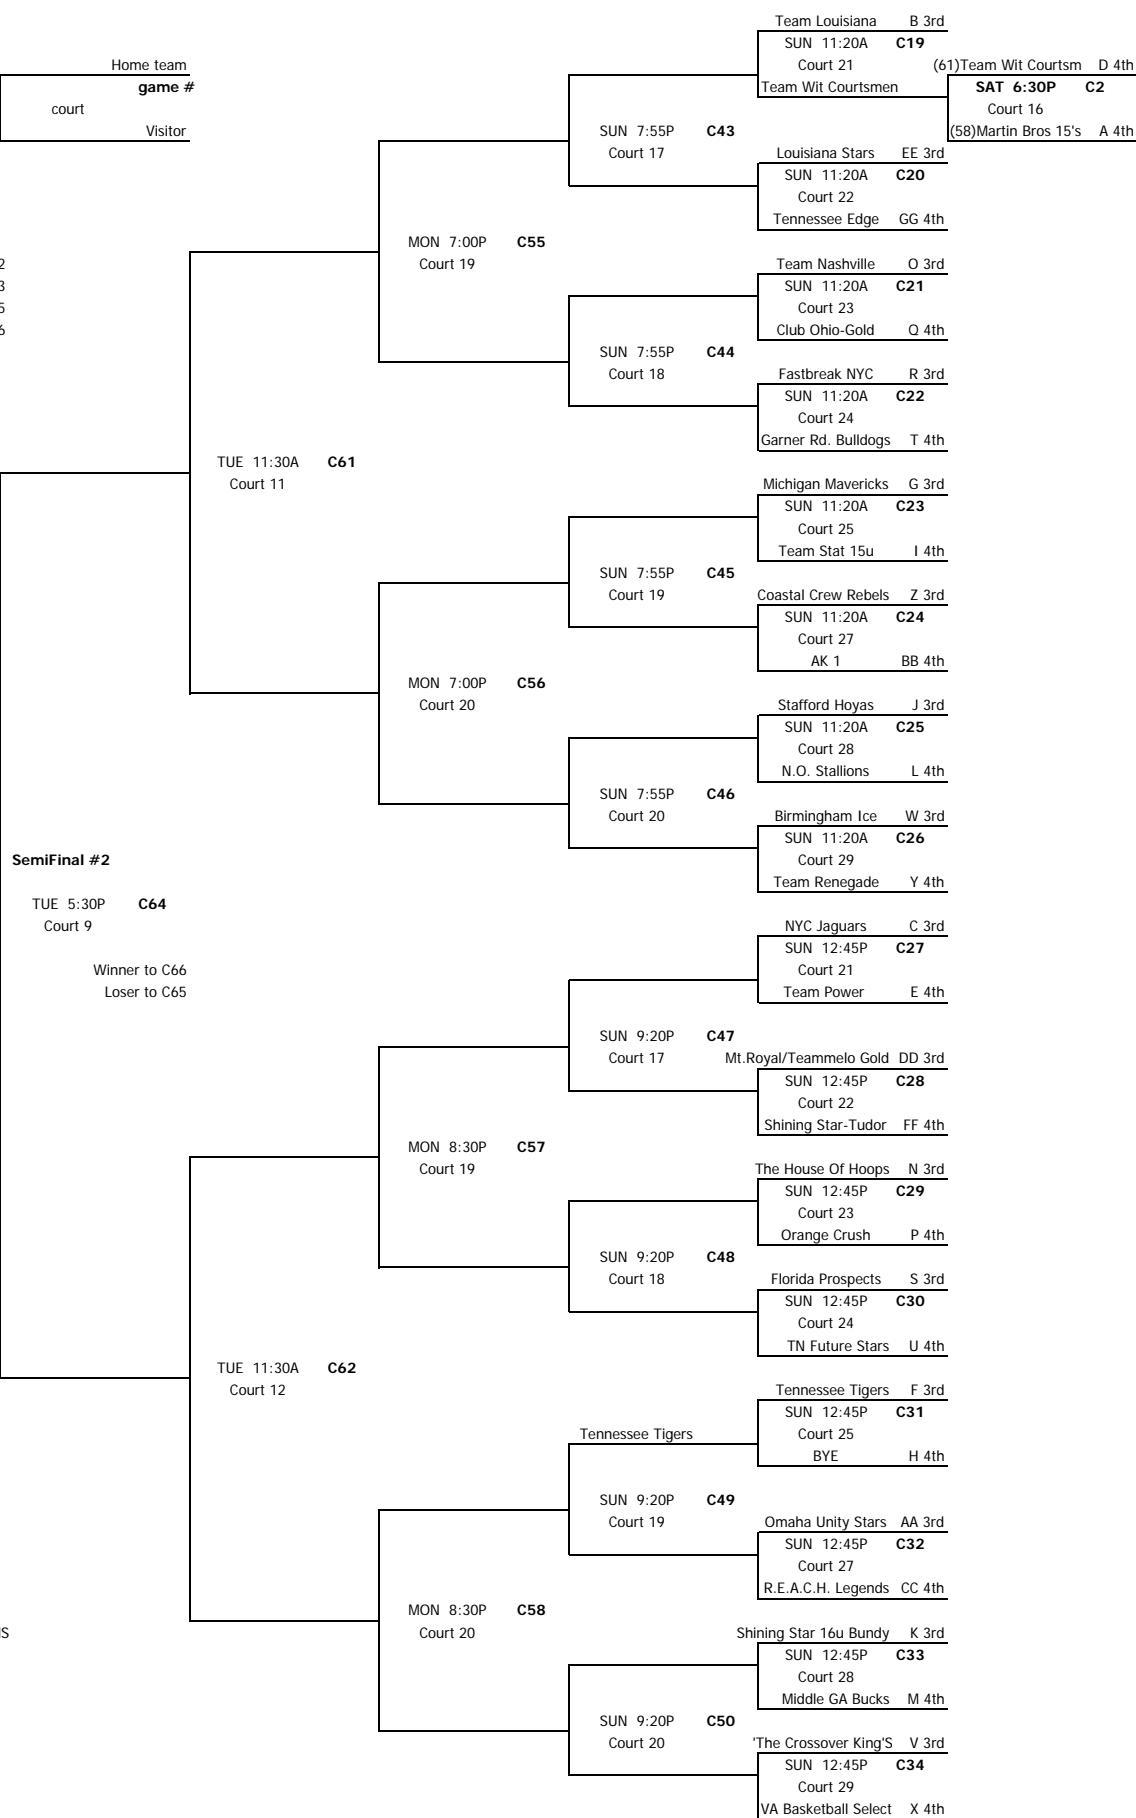 Team Louisiana B 3rd
SUN 11:20A C19
Home team
Court 21
(61)Team Wit Courtsm D 4th
game #
Team Wit Courtsmen
SAT 6:30P C2
court
Court 16
Visitor
SUN 7:55P C43
(58)Martin Bros 15's A 4th
Court 17
Louisiana Stars EE 3rd
SUN 11:20A C20
Court 22
Tennessee Edge GG 4th
MON 7:00P C55
Court 19
2
Team Nashville O 3rd
3
SUN 11:20A C21
5
Court 23
6
Club Ohio-Gold Q 4th
SUN 7:55P C44
Court 18
Fastbreak NYC R 3rd
SUN 11:20A C22
Court 24
Garner Rd. Bulldogs T 4th
TUE 11:30A C61
Court 11
Michigan Mavericks G 3rd
SUN 11:20A C23
Court 25
Team Stat 15u I 4th
SUN 7:55P C45
Court 19
Coastal Crew Rebels Z 3rd
SUN 11:20A C24
Court 27
AK 1 BB 4th
MON 7:00P C56
Court 20
Stafford Hoyas J 3rd
SUN 11:20A C25
Court 28
N.O. Stallions L 4th
SUN 7:55P C46
Court 20
Birmingham Ice W 3rd
SUN 11:20A C26
SemiFinal #2
Court 29
Team Renegade Y 4th
TUE 5:30P C64
Court 9
NYC Jaguars C 3rd
SUN 12:45P C27
Winner to C66
Court 21
Loser to C65
Team Power E 4th
SUN 9:20P C47
Court 17
Mt.Royal/Teammelo Gold DD 3rd
SUN 12:45P C28
Court 22
Shining Star-Tudor FF 4th
MON 8:30P C57
Court 19
The House Of Hoops N 3rd
SUN 12:45P C29
Court 23
Orange Crush P 4th
SUN 9:20P C48
Court 18
Florida Prospects S 3rd
SUN 12:45P C30
Court 24
TN Future Stars U 4th
TUE 11:30A C62
Court 12
Tennessee Tigers F 3rd
SUN 12:45P C31
Tennessee Tigers
Court 25
BYE H 4th
SUN 9:20P C49
Court 19
Omaha Unity Stars AA 3rd
SUN 12:45P C32
Court 27
R.E.A.C.H. Legends CC 4th
MON 8:30P C58
Court 20
S
Shining Star 16u Bundy K 3rd
SUN 12:45P C33
Court 28
Middle GA Bucks M 4th
SUN 9:20P C50
Court 20
'The Crossover King'S V 3rd
SUN 12:45P C34
Court 29
VA Basketball Select X 4th